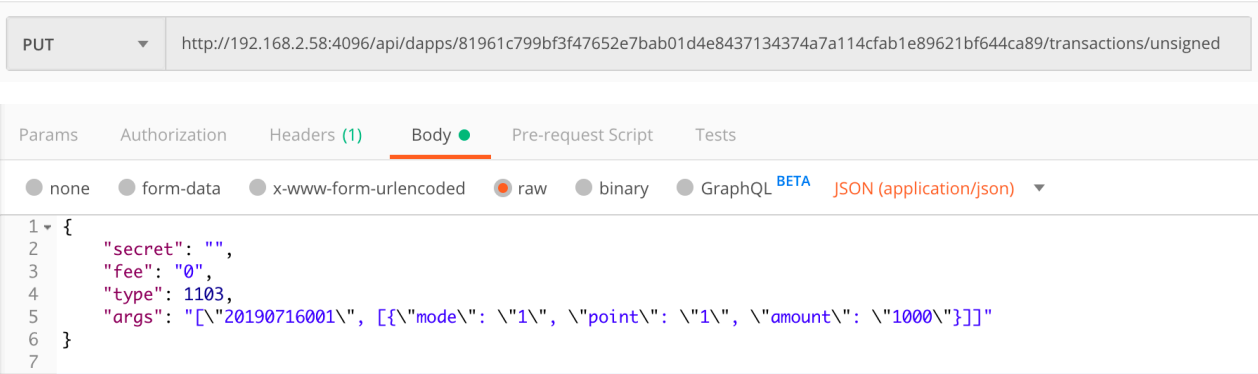 PUT http://192.168.2.58:4096/api/dapps/81961c799bf3f47652e7bab01d4e8437134374a7a114cfab1e89621bf644ca89/transactions/unsigned
Params Authorization Headers (1) Body Pre-request Script Tests
none form-data x-www-form-urlencoded raw binary GraphQL BETA JSON (application/json)
1 {
2 "secret": "",
3 "fee": "0",
4 "type": 1103,
5 "args": "[\"20190716001\", [{\"mode\": \"1\", \"point\": \"1\", \"amount\": \"1000\"}]]"
6 }
7